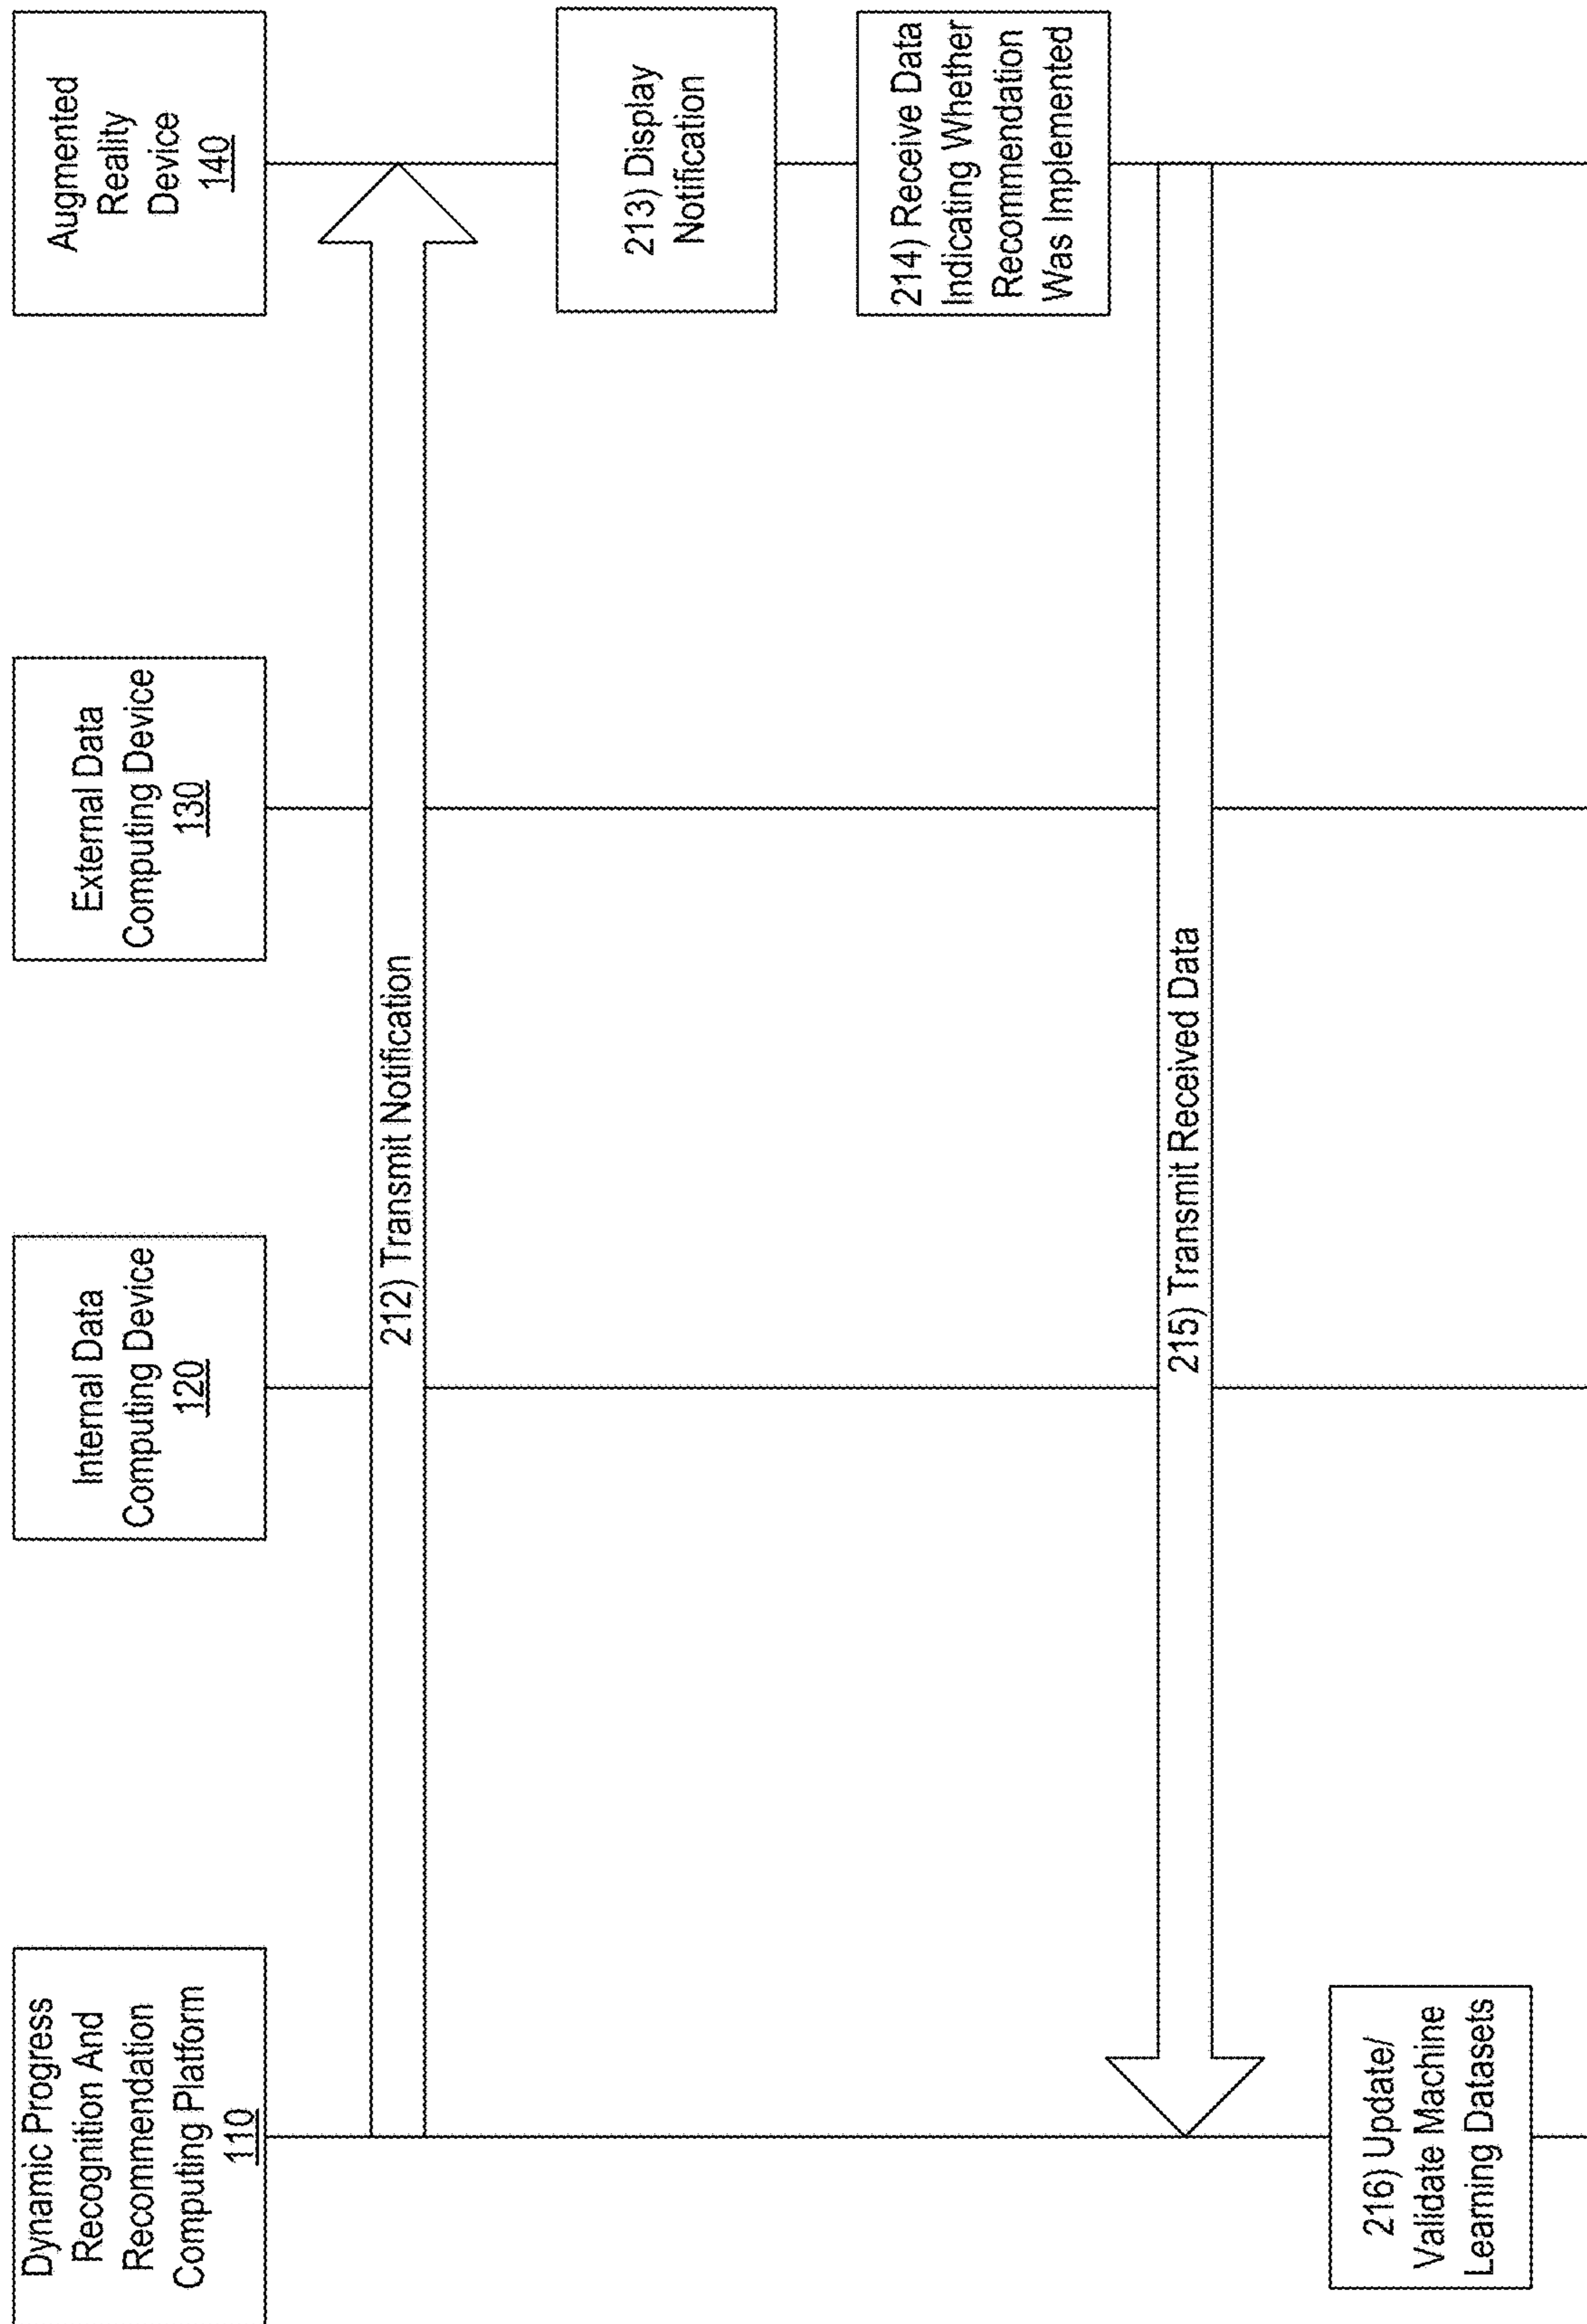 Dynamic Progress
Recognition And
Recommendation
Computing Platform
110
Internal Data
Computing Device
120
External Data
Computing Device
130
Augmented
Reality
Device
140
212) Transmit Notification
213) Display
Notification
214) Receive Data
Indicating Whether
Recommendation
Was Implemented
215) Transmit Received Data
216) Update/
Validate Machine
Learning Datasets